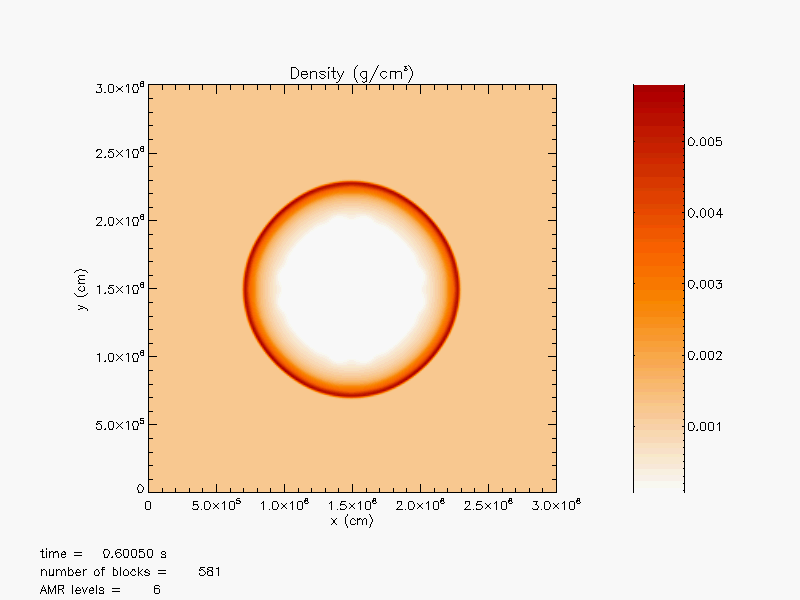 Density (g/cm³)
3.0×10⁶
2.5×10⁶
2.0×10⁶
1.5×10⁶
1.0×10⁶
5.0×10⁵
0
y (cm)
0 5.0×10⁵ 1.0×10⁶ 1.5×10⁶ 2.0×10⁶ 2.5×10⁶ 3.0×10⁶
x (cm)
0.005
0.004
0.003
0.002
0.001
time = 0.60050 s
number of blocks = 581
AMR levels = 6